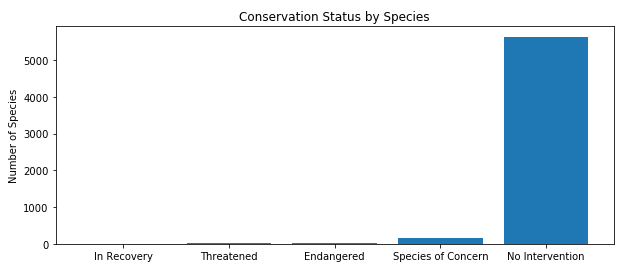 Conservation Status by Species
Number of Species
5000
4000
3000
2000
1000
0
In Recovery
Threatened
Endangered
Species of Concern
No Intervention